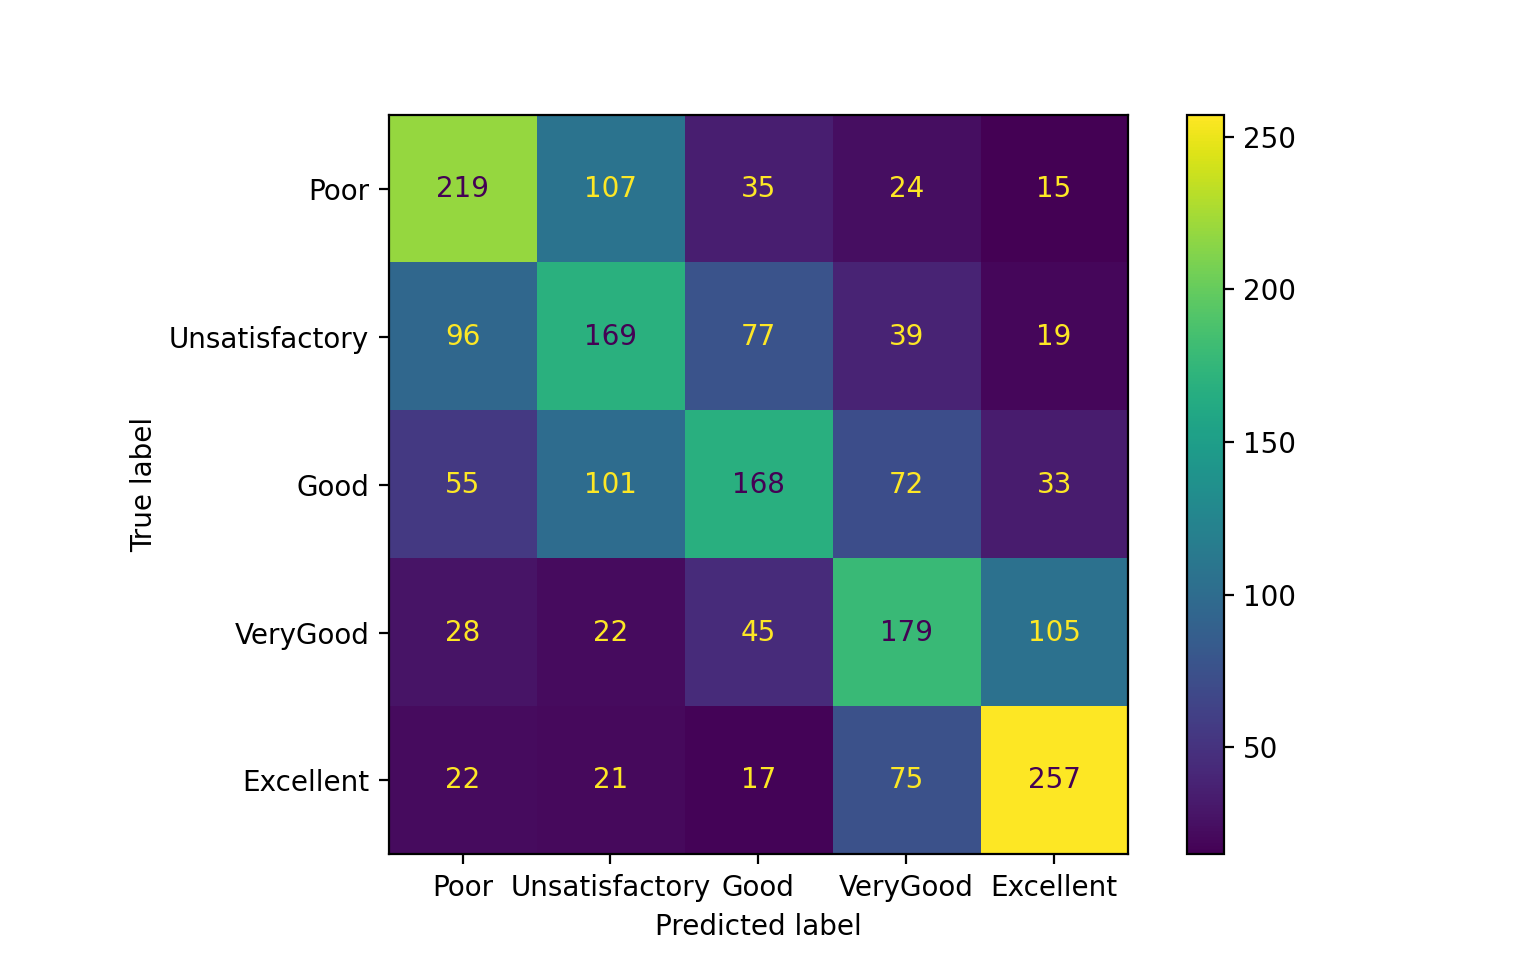 Poor 219 107 35 24 15
Unsatisfactory 96 169 77 39 19
Good 55 101 168 72 33
VeryGood 28 22 45 179 105
Excellent 22 21 17 75 257
Poor Unsatisfactory Good VeryGood Excellent
Predicted label
True label
250
200
150
100
50